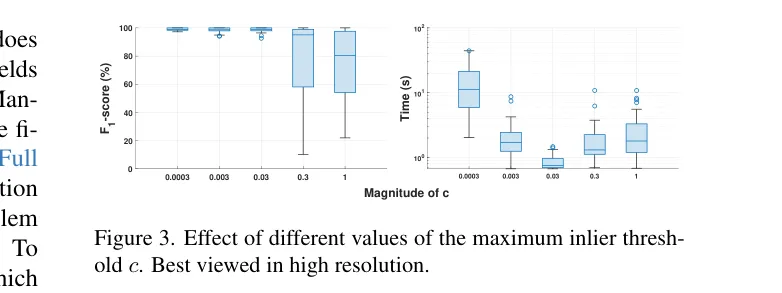 does
elds
Man-
e fi-
Full
tion
lem
To
hich
100
80
60
40
20
0
F1-score (%)
0.0003 0.003 0.03 0.3 1
10^2
10^1
10^0
Time (s)
0.0003 0.003 0.03 0.3 1
Magnitude of c
Figure 3. Effect of different values of the maximum inlier thresh-
old c. Best viewed in high resolution.